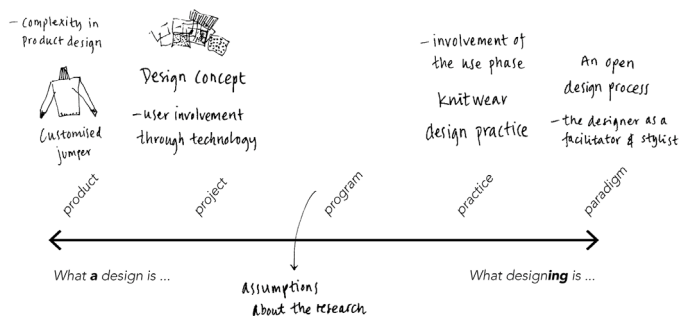 - Complexity in
Product design
Customised
jumper
Design Concept
- user involvement
through technology
- involvement of
the use phase
knitwear
design practice
An open
design process
- the designer as a
facilitator & stylist
product
project
program
practice
paradigm
What a design is ...
What designing is ...
assumptions
about the research